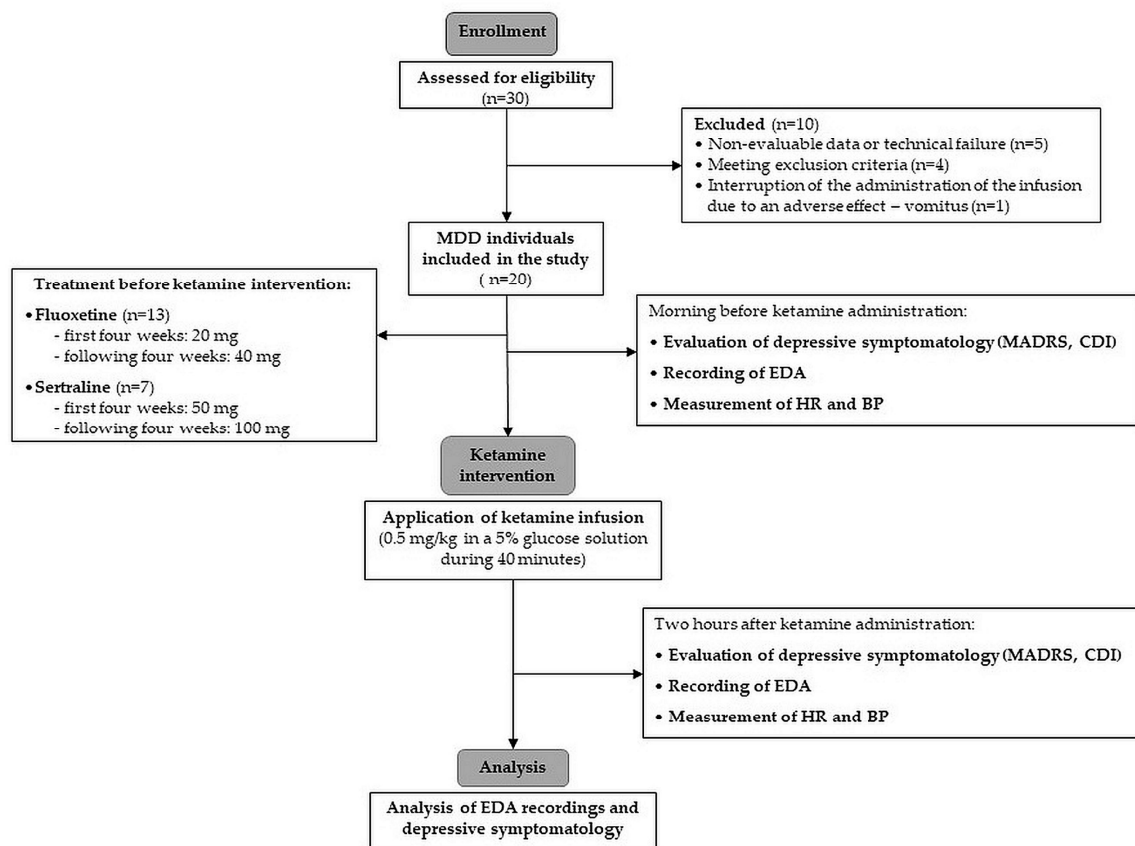 Enrollment
Assessed for eligibility
(n=30)
Excluded (n=10)
• Non-evaluable data or technical failure (n=5)
• Meeting exclusion criteria (n=4)
• Interruption of the administration of the infusion
due to an adverse effect – vomitus (n=1)
MDD individuals
included in the study
( n=20)
Treatment before ketamine intervention:
• Fluoxetine (n=13)
- first four weeks: 20 mg
- following four weeks: 40 mg
• Sertraline (n=7)
- first four weeks: 50 mg
- following four weeks: 100 mg
Morning before ketamine administration:
• Evaluation of depressive symptomatology (MADRS, CDI)
• Recording of EDA
• Measurement of HR and BP
Ketamine
intervention
Application of ketamine infusion
(0.5 mg/kg in a 5% glucose solution
during 40 minutes)
Two hours after ketamine administration:
• Evaluation of depressive symptomatology (MADRS, CDI)
• Recording of EDA
• Measurement of HR and BP
Analysis
Analysis of EDA recordings and
depressive symptomatology